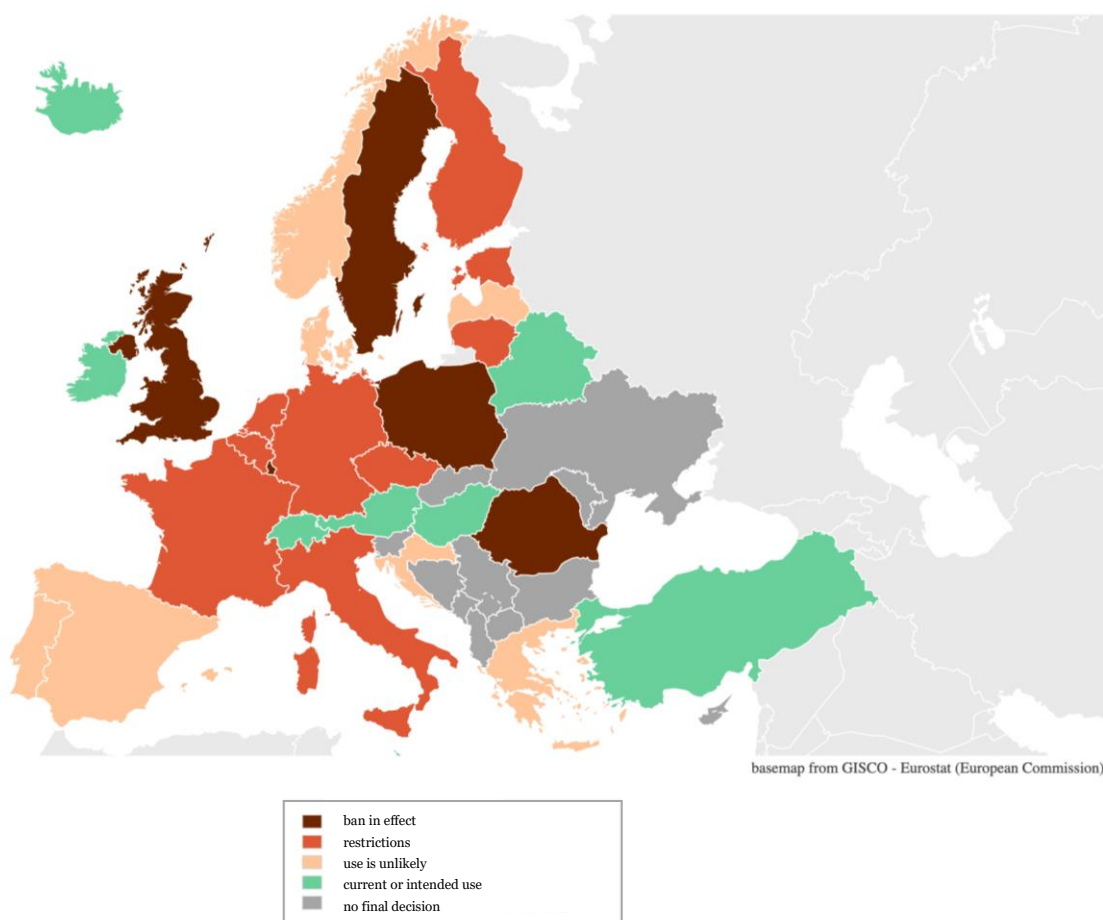 basemap from GISCO - Eurostat (European Commission)
ban in effect
restrictions
use is unlikely
current or intended use
no final decision